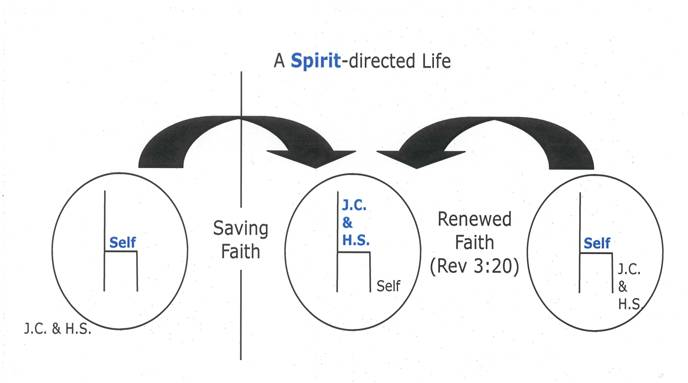 A Spirit-directed Life
Self
J.C. & H.S.
Saving
Faith
J.C.
&
H.S.
Self
Renewed
Faith
(Rev 3:20)
Self
J.C.
&
H.S.